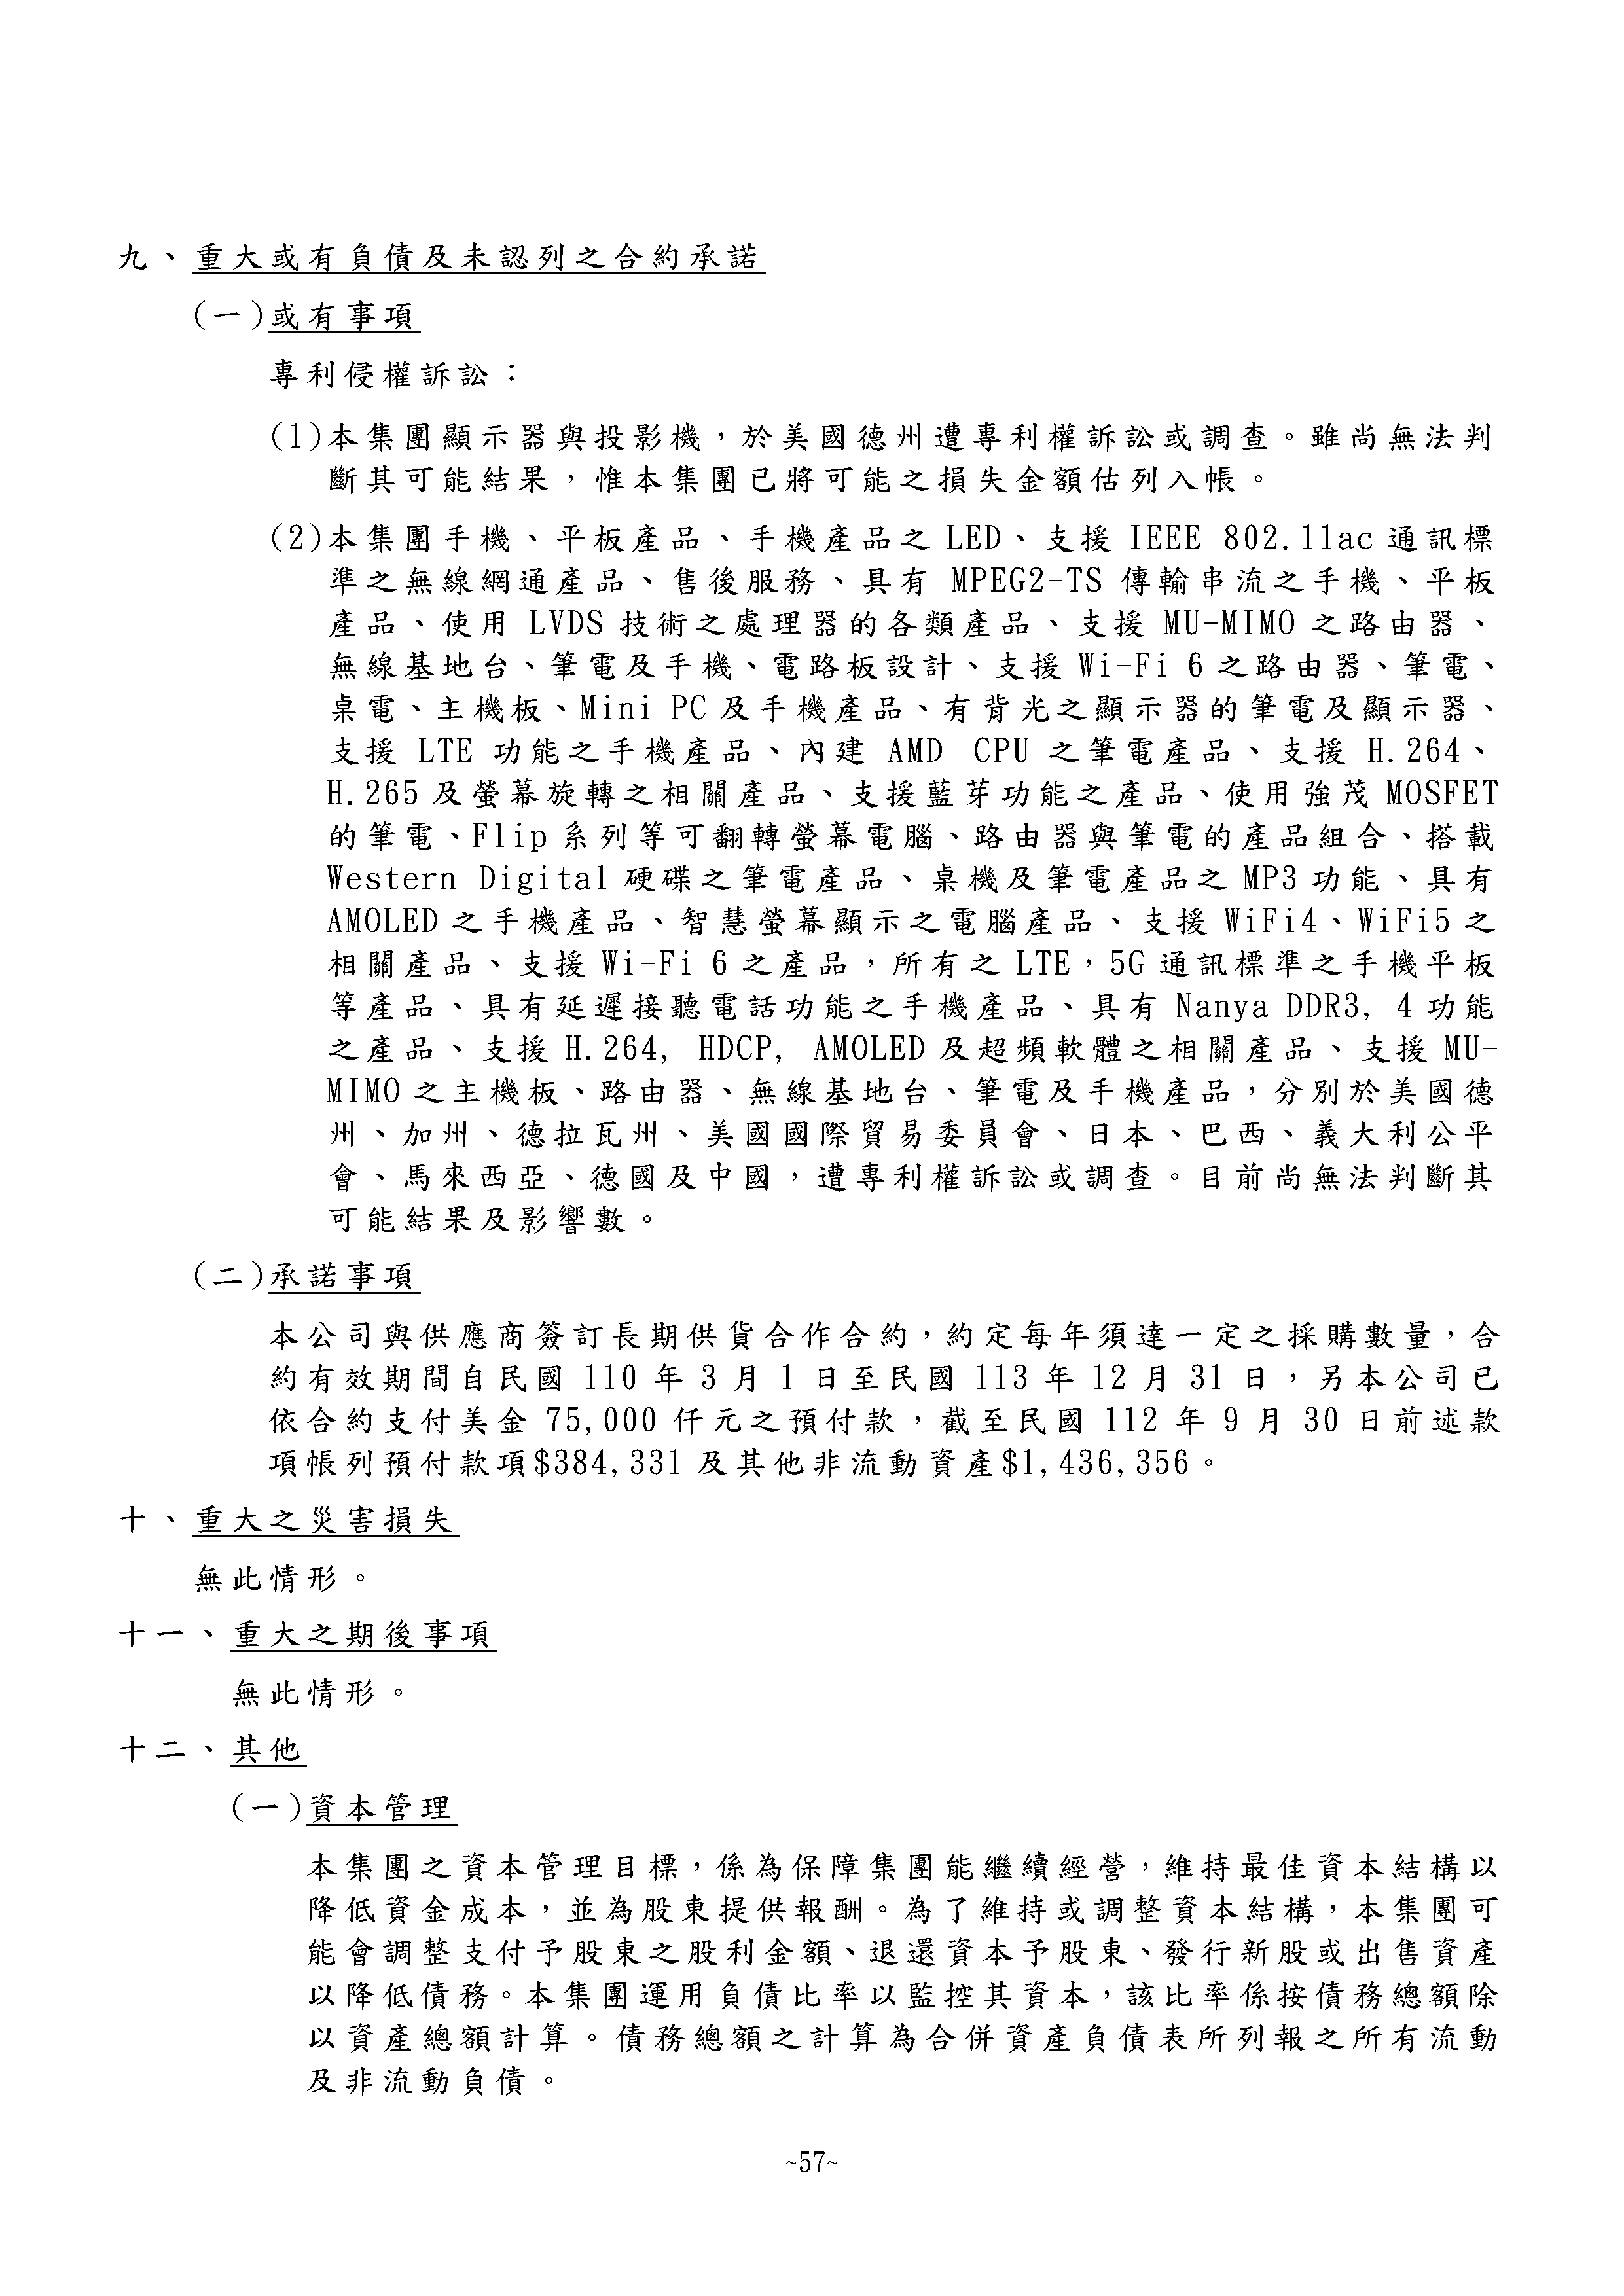 九、重大或有負債及未認列之合約承諾
(一)或有事項
專利侵權訴訟：
(1)本集團顯示器與投影機，於美國德州遭專利權訴訟或調查。雖尚無法判
斷其可能結果，惟本集團已將可能之損失金額估列入帳。
(2)本集團手機、平板產品、手機產品之 LED、支援 IEEE 802.11ac 通訊標
準之無線網通產品、售後服務、具有 MPEG2-TS 傳輸串流之手機、平板
產品、使用 LVDS 技術之處理器的各類產品、支援 MU-MIMO 之路由器、
無線基地台、筆電及手機、電路板設計、支援 Wi-Fi 6 之路由器、筆電、
桌電、主機板、Mini PC 及手機產品、有背光之顯示器的筆電及顯示器、
支援 LTE 功能之手機產品、內建 AMD CPU 之筆電產品、支援 H.264、
H.265 及螢幕旋轉之相關產品、支援藍芽功能之產品、使用強茂 MOSFET
的筆電、Flip 系列等可翻轉螢幕電腦、路由器與筆電的產品組合、搭載
Western Digital 硬碟之筆電產品、桌機及筆電產品之 MP3 功能、具有
AMOLED 之手機產品、智慧螢幕顯示之電腦產品、支援 WiFi4、WiFi5 之
相關產品、支援 Wi-Fi 6 之產品，所有之 LTE，5G 通訊標準之手機平板
等產品、具有延遲接聽電話功能之手機產品、具有 Nanya DDR3, 4 功能
之產品、支援 H.264, HDCP, AMOLED 及超頻軟體之相關產品、支援 MU-
MIMO 之主機板、路由器、無線基地台、筆電及手機產品，分別於美國德
州、加州、德拉瓦州、美國國際貿易委員會、日本、巴西、義大利公平
會、馬來西亞、德國及中國，遭專利權訴訟或調查。目前尚無法判斷其
可能結果及影響數。
(二)承諾事項
本公司與供應商簽訂長期供貨合作合約，約定每年須達一定之採購數量，合
約有效期間自民國 110 年 3 月 1 日至民國 113 年 12 月 31 日，另本公司已
依合約支付美金 75,000 仟元之預付款，截至民國 112 年 9 月 30 日前述款
項帳列預付款項$384,331 及其他非流動資產$1,436,356。
十、重大之災害損失
無此情形。
十一、重大之期後事項
無此情形。
十二、其他
(一)資本管理
本集團之資本管理目標，係為保障集團能繼續經營，維持最佳資本結構以
降低資金成本，並為股東提供報酬。為了維持或調整資本結構，本集團可
能會調整支付予股東之股利金額、退還資本予股東、發行新股或出售資產
以降低債務。本集團運用負債比率以監控其資本，該比率係按債務總額除
以資產總額計算。債務總額之計算為合併資產負債表所列報之所有流動
及非流動負債。
~57~